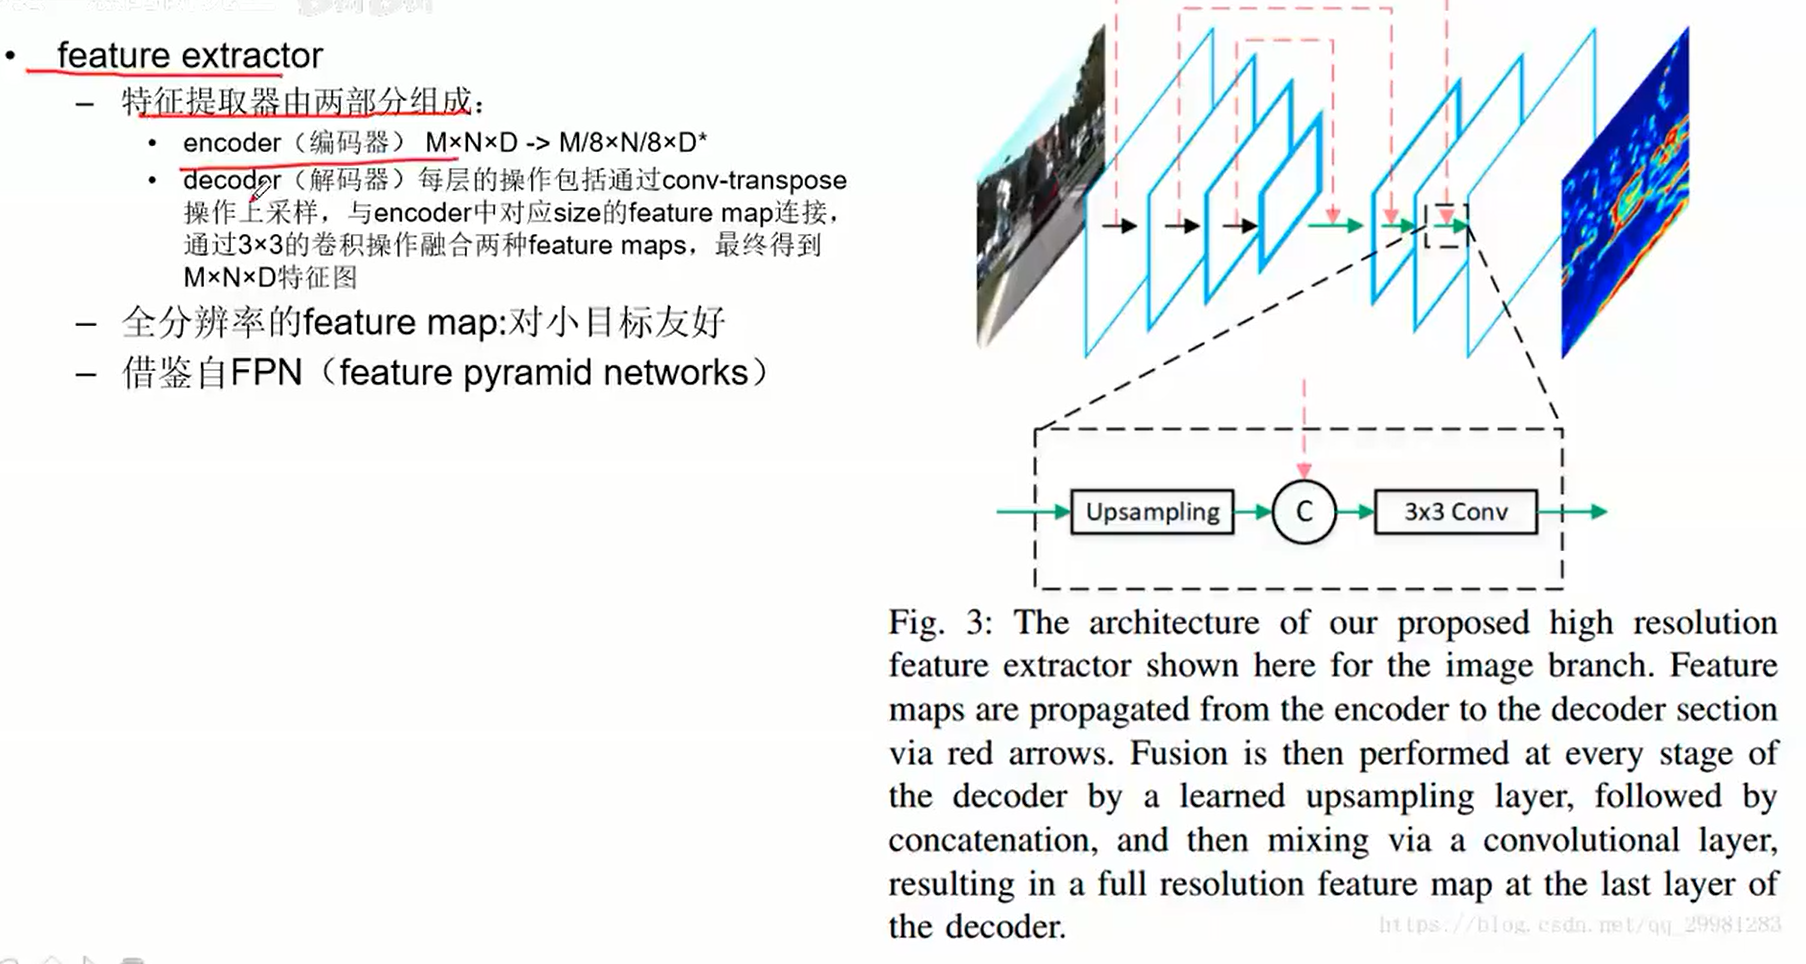 • feature extractor
– 特征提取器由两部分组成：
• encoder（编码器） M×N×D -> M/8×N/8×D*
• decoder（解码器）每层的操作包括通过conv-transpose
操作上采样，与encoder中对应size的feature map连接，
通过3×3的卷积操作融合两种feature maps，最终得到
M×N×D特征图
– 全分辨率的feature map:对小目标友好
– 借鉴自FPN（feature pyramid networks）
Upsampling
C
3x3 Conv
Fig. 3: The architecture of our proposed high resolution
feature extractor shown here for the image branch. Feature
maps are propagated from the encoder to the decoder section
via red arrows. Fusion is then performed at every stage of
the decoder by a learned upsampling layer, followed by
concatenation, and then mixing via a convolutional layer,
resulting in a full resolution feature map at the last layer of
the decoder.
https://blog.csdn.net/qq_29981283